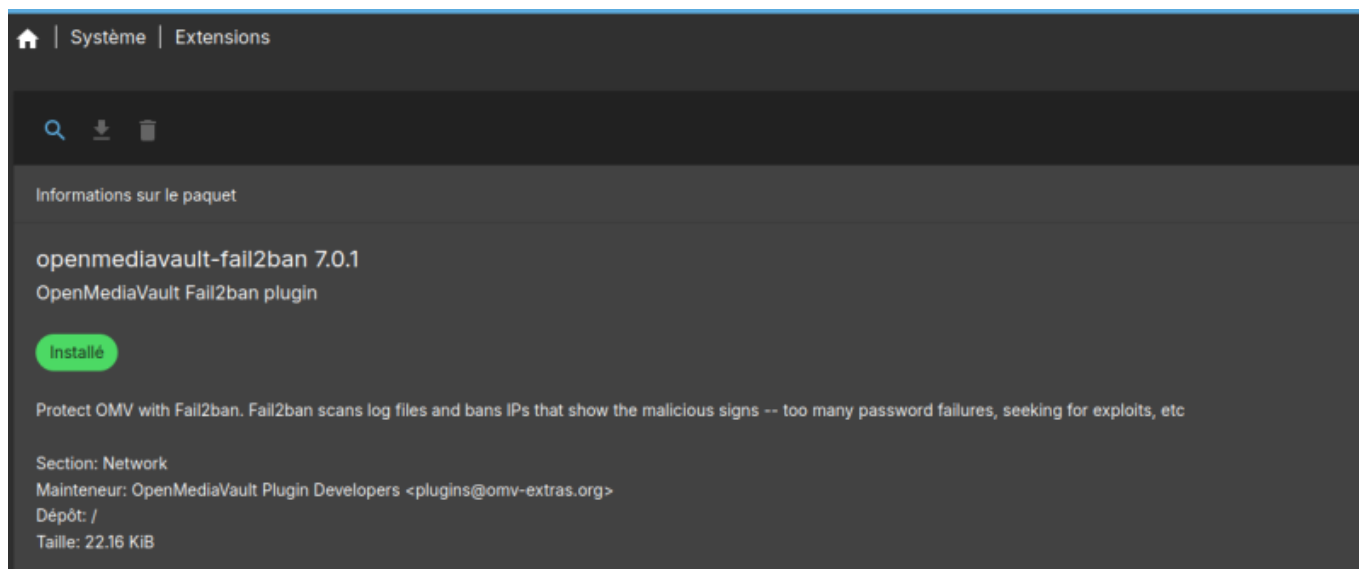 | Système | Extensions
Informations sur le paquet
openmediavault-fail2ban 7.0.1
OpenMediaVault Fail2ban plugin
Installé
Protect OMV with Fail2ban. Fail2ban scans log files and bans IPs that show the malicious signs -- too many password failures, seeking for exploits, etc
Section: Network
Mainteneur: OpenMediaVault Plugin Developers <plugins@omv-extras.org>
Dépôt: /
Taille: 22.16 KiB